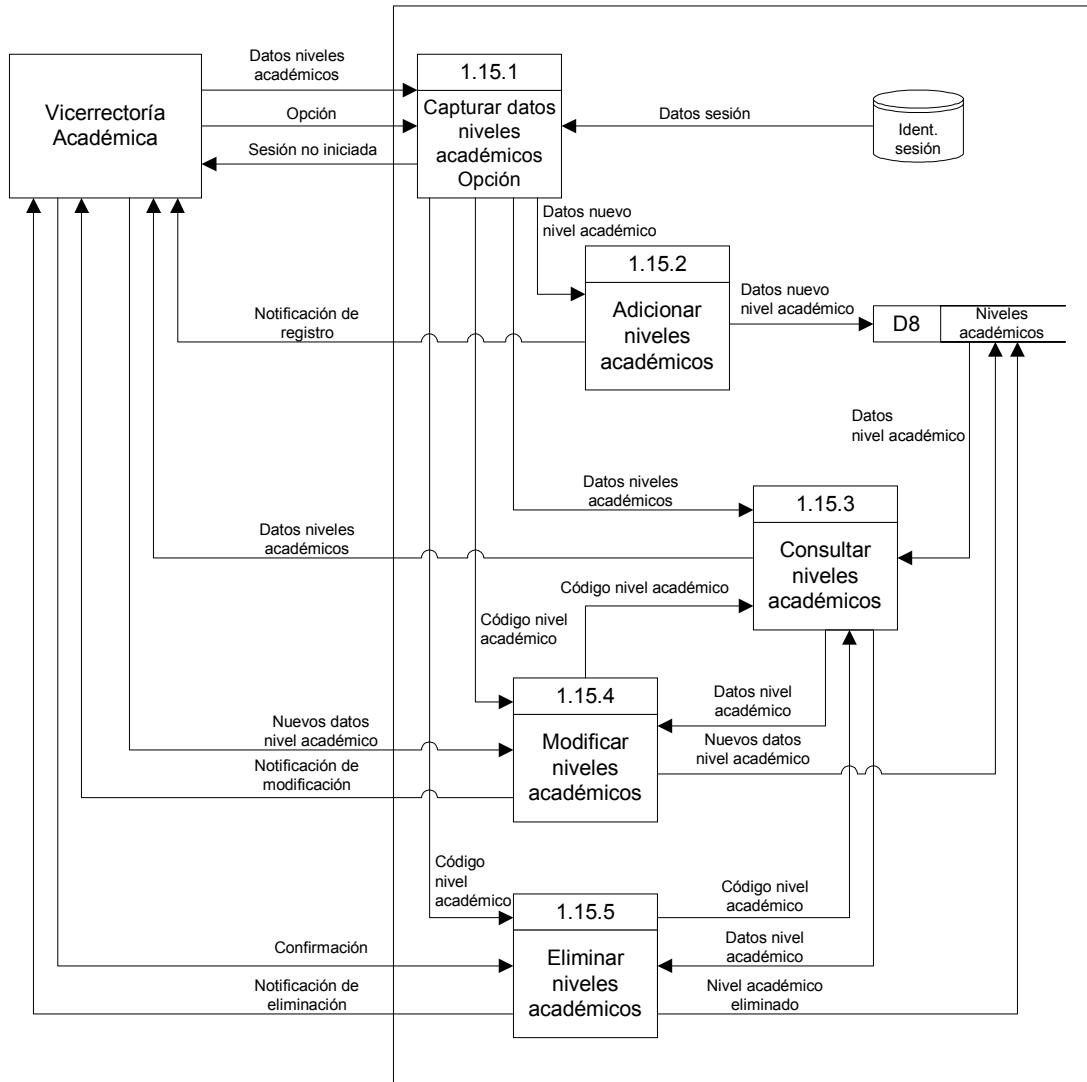 Datos niveles
académicos
1.15.1
Vicerrectoría
Académica
Opción
Capturar datos
niveles
académicos
Opción
Datos sesión
Ident.
sesión
Sesión no iniciada
Datos nuevo
nivel académico
1.15.2
Adicionar
niveles
académicos
Datos nuevo
nivel académico
D8
Niveles
académicos
Notificación de
registro
Datos
nivel académico
Datos niveles
académicos
1.15.3
Consultar
niveles
académicos
Datos niveles
académicos
Código nivel académico
Código nivel
académico
1.15.4
Modificar
niveles
académicos
Datos nivel
académico
Nuevos datos
nivel académico
Nuevos datos
nivel académico
Notificación de
modificación
Código
nivel
académico
1.15.5
Eliminar
niveles
académicos
Código nivel
académico
Datos nivel
académico
Confirmación
Notificación de
eliminación
Nivel académico
eliminado